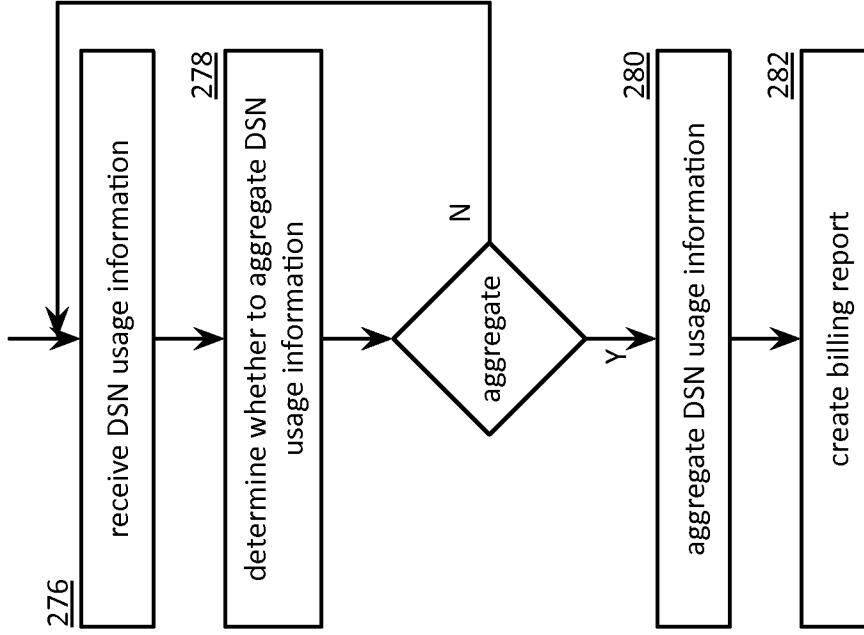 276
receive DSN usage information
278
determine whether to aggregate DSN
usage information
aggregate
N
Y
280
aggregate DSN usage information
282
create billing report